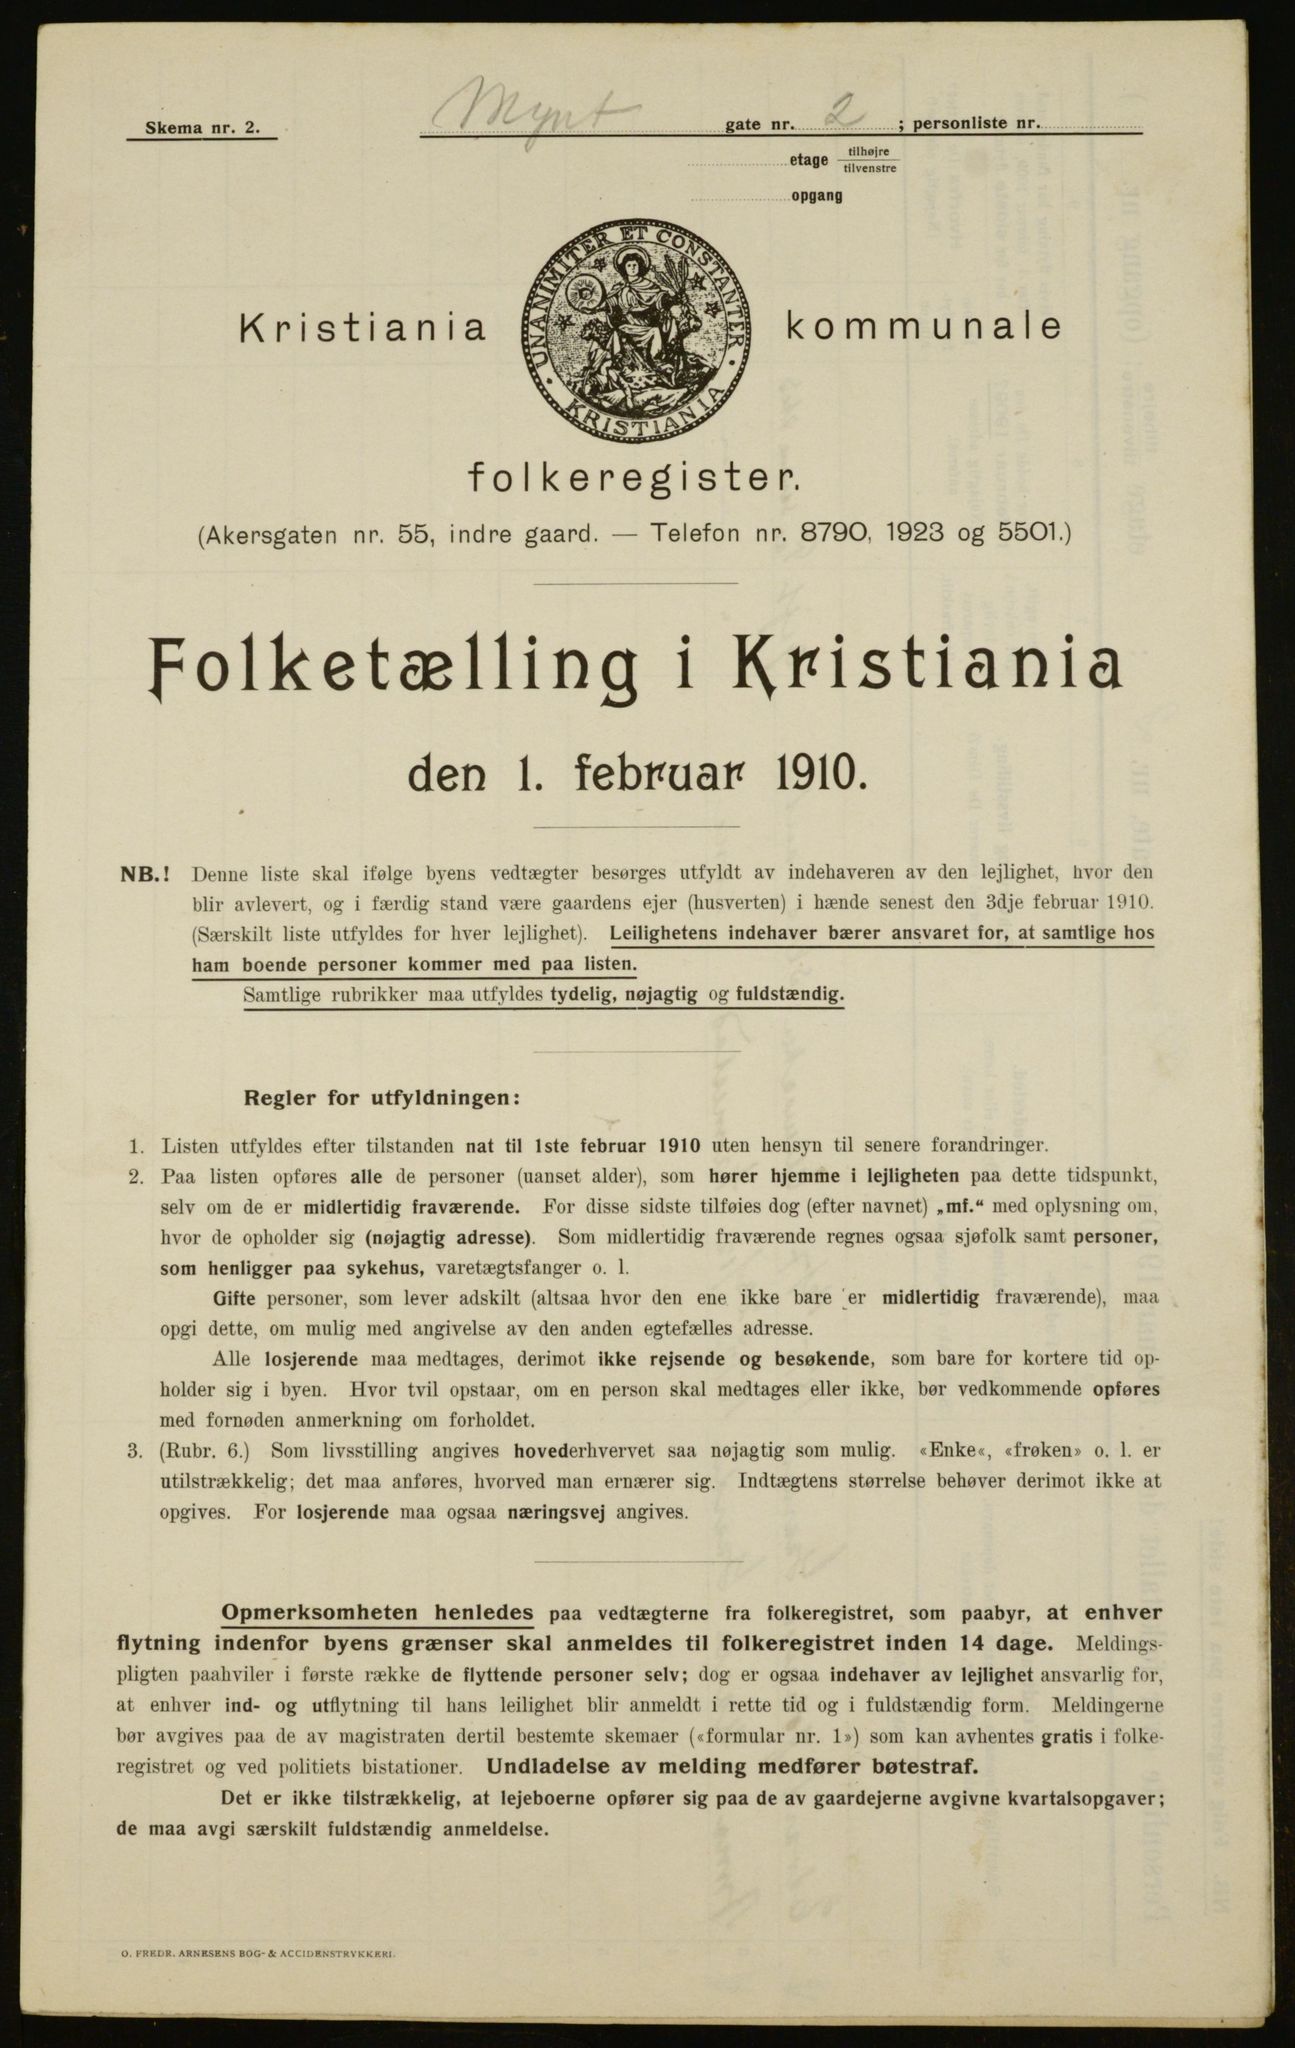 Skema nr. 2.
Mynt gate nr. 2 ; personliste nr.
etage tilhøjre
tilvenstre
opgang
UNANIMITER ET CONSTANTER
KRISTIANIA
Kristiania kommunale
folkeregister.
(Akersgaten nr. 55, indre gaard. — Telefon nr. 8790, 1923 og 5501.)
Folketælling i Kristiania
den 1. februar 1910.
NB.! Denne liste skal ifølge byens vedtægter besørges utfyldt av indehaveren av den lejlighet, hvor den
blir avlevert, og i færdig stand være gaardens ejer (husverten) i hænde senest den 3dje februar 1910.
(Særskilt liste utfyldes for hver lejlighet). Leilighetens indehaver bærer ansvaret for, at samtlige hos
ham boende personer kommer med paa listen.
Samtlige rubrikker maa utfyldes tydelig, nøjagtig og fuldstændig.
Regler for utfyldningen:
1. Listen utfyldes efter tilstanden nat til 1ste februar 1910 uten hensyn til senere forandringer.
2. Paa listen opføres alle de personer (uanset alder), som hører hjemme i lejligheten paa dette tidspunkt,
selv om de er midlertidig fraværende. For disse sidste tilføies dog (efter navnet) „mf.“ med oplysning om,
hvor de opholder sig (nøjagtig adresse). Som midlertidig fraværende regnes ogsaa sjøfolk samt personer,
som henligger paa sykehus, varetægtsfanger o. l.
Gifte personer, som lever adskilt (altsaa hvor den ene ikke bare er midlertidig fraværende), maa
opgi dette, om mulig med angivelse av den anden egtefælles adresse.
Alle losjerende maa medtages, derimot ikke rejsende og besøkende, som bare for kortere tid op-
holder sig i byen. Hvor tvil opstaar, om en person skal medtages eller ikke, bør vedkommende opføres
med fornøden anmerkning om forholdet.
3. (Rubr. 6.) Som livsstilling angives hovederhvervet saa nøjagtig som mulig. «Enke«, «frøken» o. l. er
utilstrækkelig; det maa anføres, hvorved man ernærer sig. Indtægtens størrelse behøver derimot ikke at
opgives. For losjerende maa ogsaa næringsvej angives.
Opmerksomheten henledes paa vedtægterne fra folkeregistret, som paabyr, at enhver
flytning indenfor byens grænser skal anmeldes til folkeregistret inden 14 dage. Meldings-
pligten paahviler i første række de flyttende personer selv; dog er ogsaa indehaver av lejlighet ansvarlig for,
at enhver ind- og utflytning til hans leilighet blir anmeldt i rette tid og i fuldstændig form. Meldingerne
bør avgives paa de av magistraten dertil bestemte skemaer («formular nr. 1») som kan avhentes gratis i folke-
registret og ved politiets bistationer. Undladelse av melding medfører bøtestraf.
Det er ikke tilstrækkelig, at lejeboerne opfører sig paa de av gaardejerne avgivne kvartalsopgaver;
de maa avgi særskilt fuldstændig anmeldelse.
O. FREDR. ARNESENS BOG- & ACCIDENSTRYKKERI.